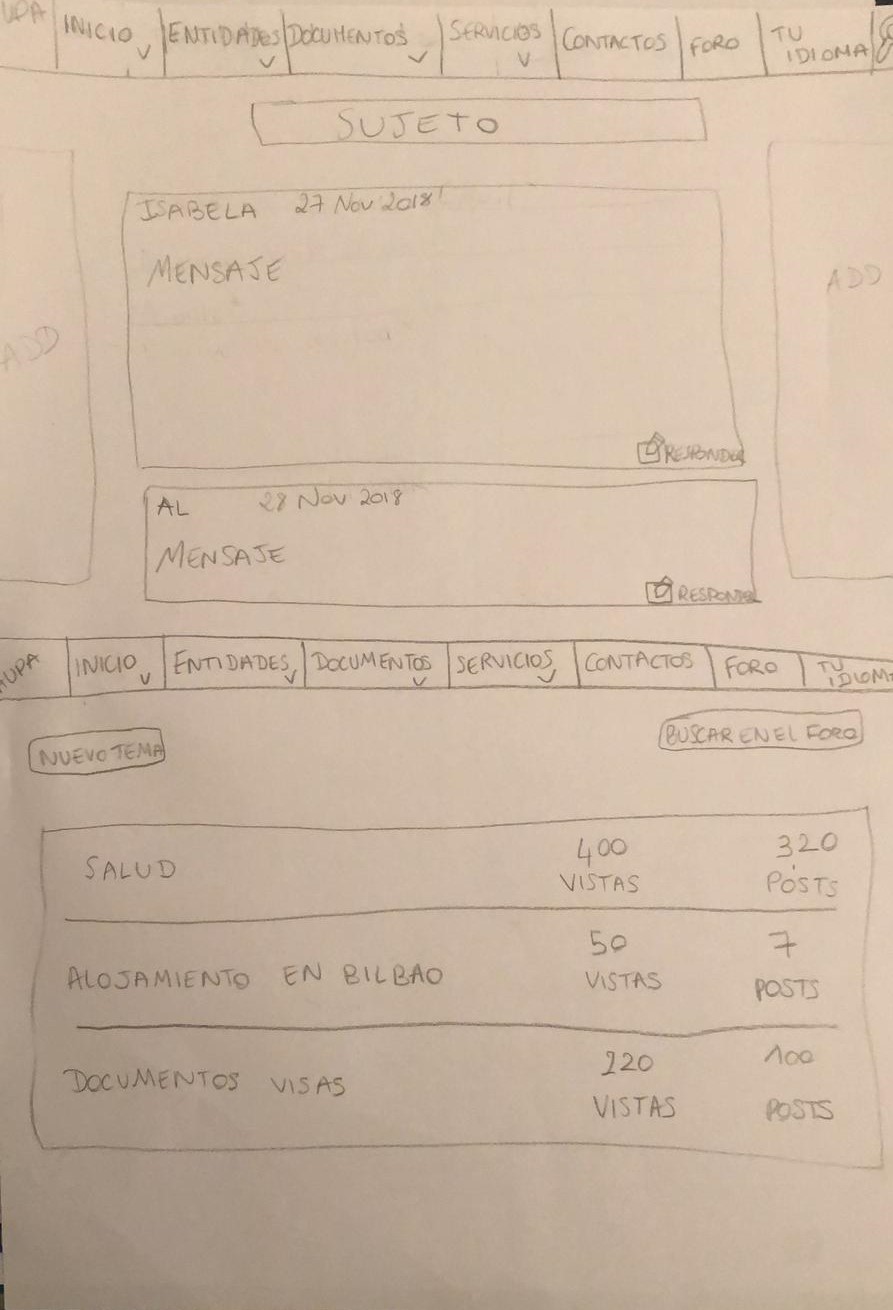 UPA INICIO ENTIDADES DOCUMENTOS SERVICIOS CONTACTOS FORO TU IDIOMA
SUJETO
ISABELA 27 Nov 2018
MENSAJE
ADD
ADD
RESPONDER
AL 28 Nov 2018
MENSAJE
RESPONDER
AUPA INICIO ENTIDADES DOCUMENTOS SERVICIOS CONTACTOS FORO TU IDIOMA
NUEVO TEMA BUSCAR EN EL FORO
SALUD 400 VISTAS 320 POSTS
ALOJAMIENTO EN BILBAO 50 VISTAS 7 POSTS
DOCUMENTOS VISAS 220 VISTAS 100 POSTS